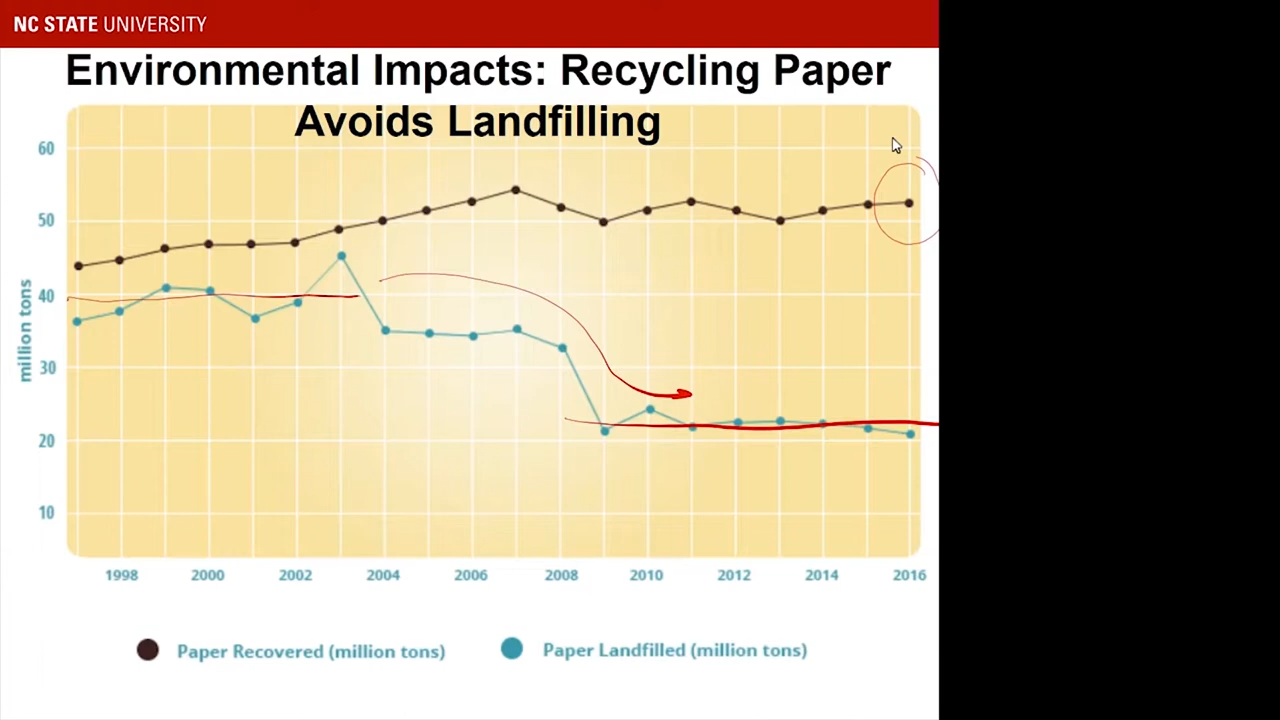 NC STATE UNIVERSITY
Environmental Impacts: Recycling Paper
Avoids Landfilling
60
50
40
30
20
10
million tons
1998 2000 2002 2004 2006 2008 2010 2012 2014 2016
Paper Recovered (million tons) Paper Landfilled (million tons)